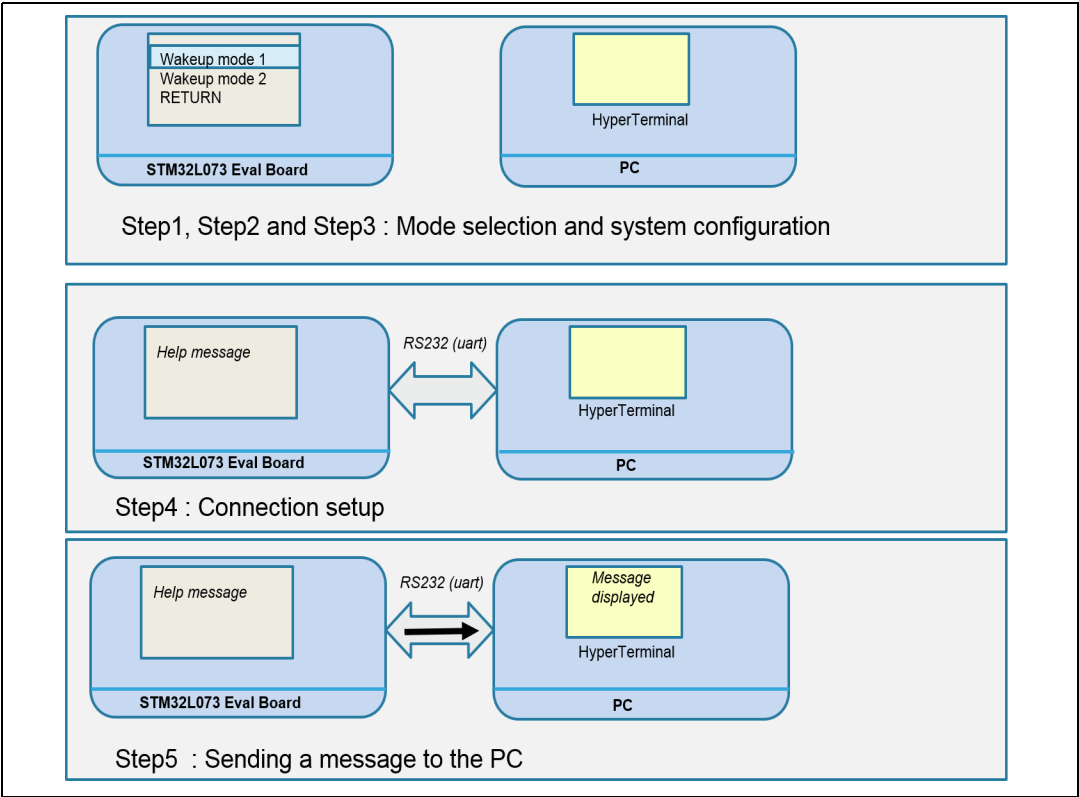 Wakeup mode 1
Wakeup mode 2
RETURN
STM32L073 Eval Board
HyperTerminal
PC
Step1, Step2 and Step3 : Mode selection and system configuration
Help message
STM32L073 Eval Board
RS232 (uart)
HyperTerminal
PC
Step4 : Connection setup
Help message
STM32L073 Eval Board
RS232 (uart)
Message
displayed
HyperTerminal
PC
Step5  : Sending a message to the PC